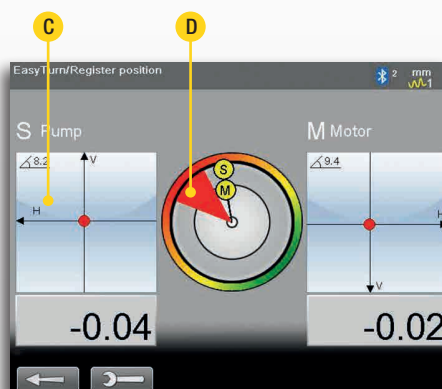 C D
EasyTurn/Register position
2 mm
1
S Pump
M Motor
8.2
V
H
S
M
9.4
H
V
-0.04
-0.02